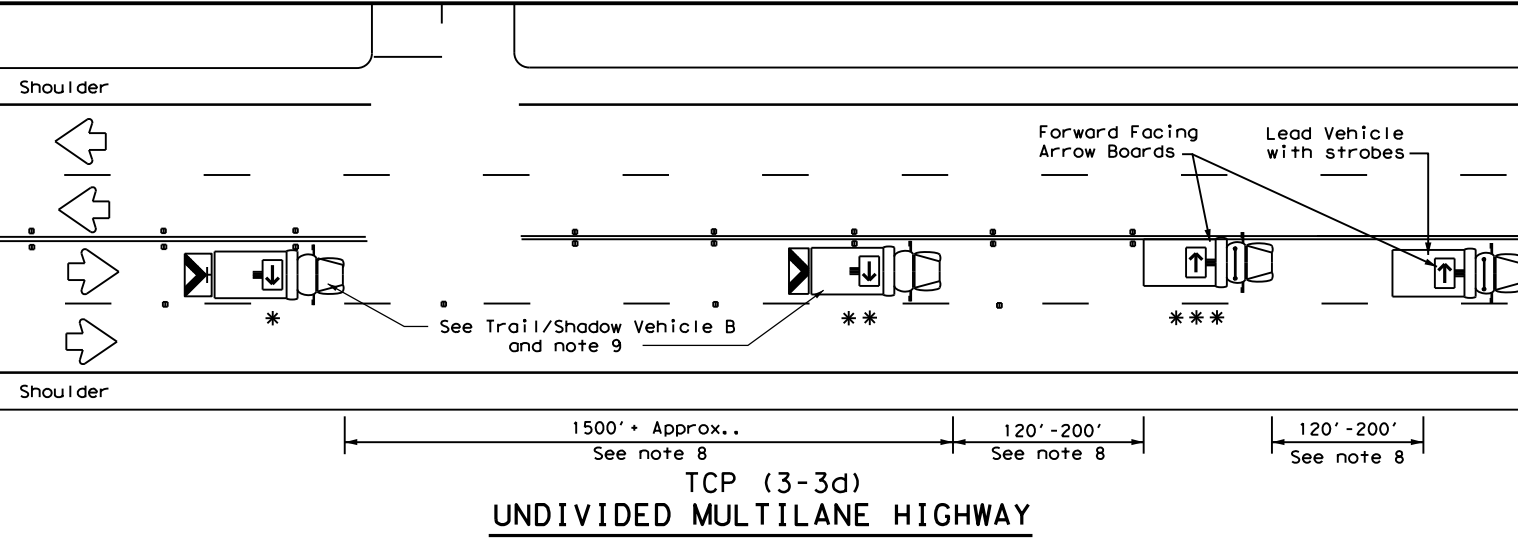 Shoulder
Forward Facing
Arrow Boards
Lead Vehicle
with strobes
*
**
***
See Trail/Shadow Vehicle B
and note 9
Shoulder
1500'+ Approx..
See note 8
120'-200'
See note 8
120'-200'
See note 8
TCP (3-3d)
UNDIVIDED MULTILANE HIGHWAY